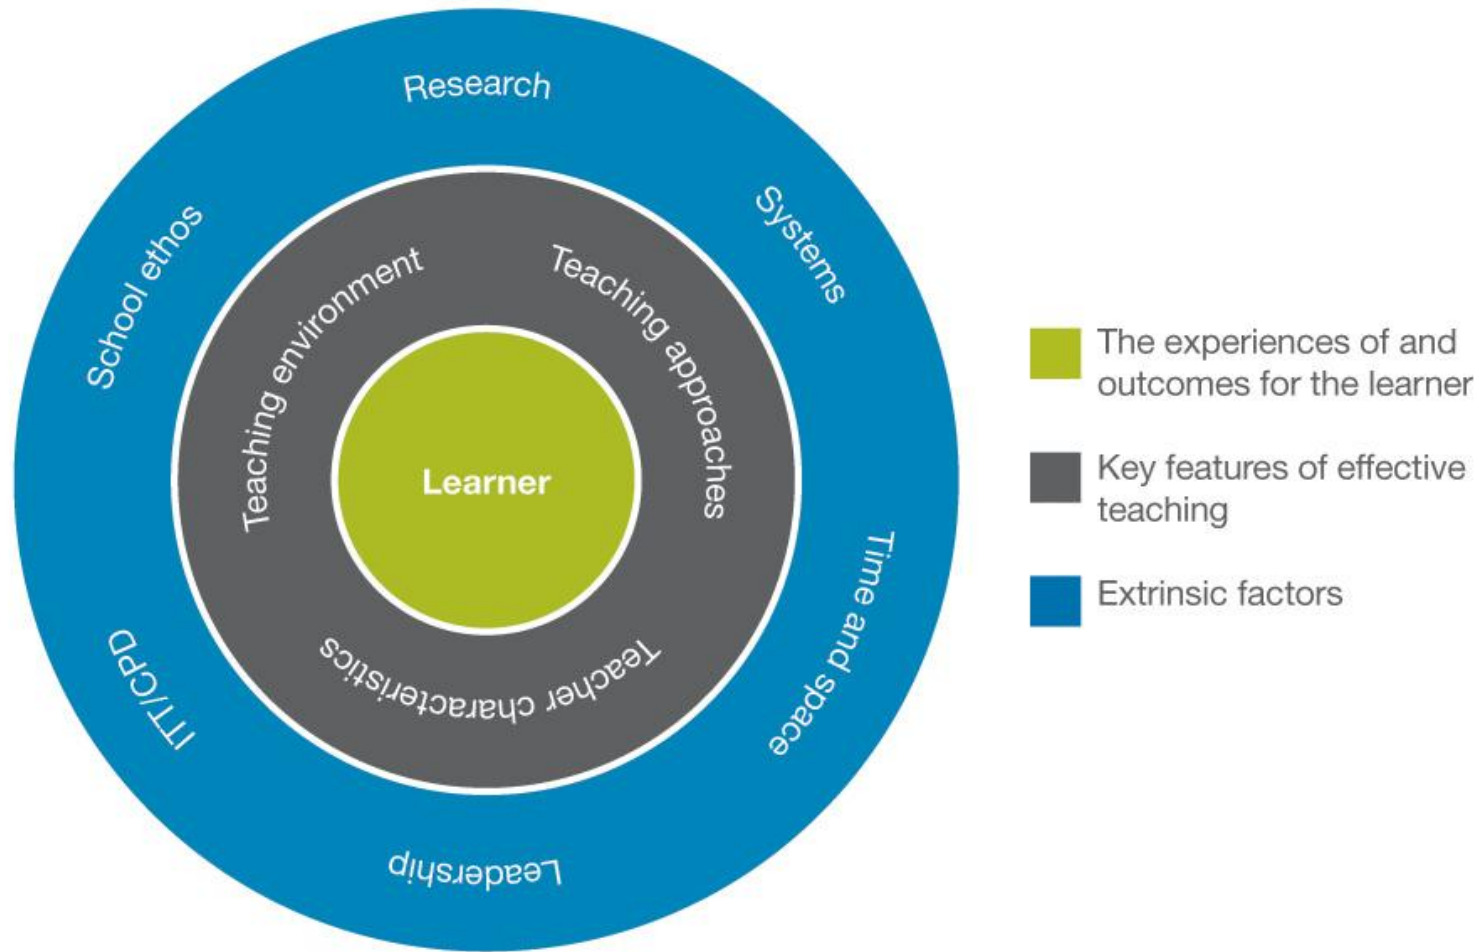 Research
Systems
Time and space
Leadership
ITT/CPD
School ethos
Teaching environment
Teaching approaches
Teacher characteristics
Learner
The experiences of and
outcomes for the learner
Key features of effective
teaching
Extrinsic factors